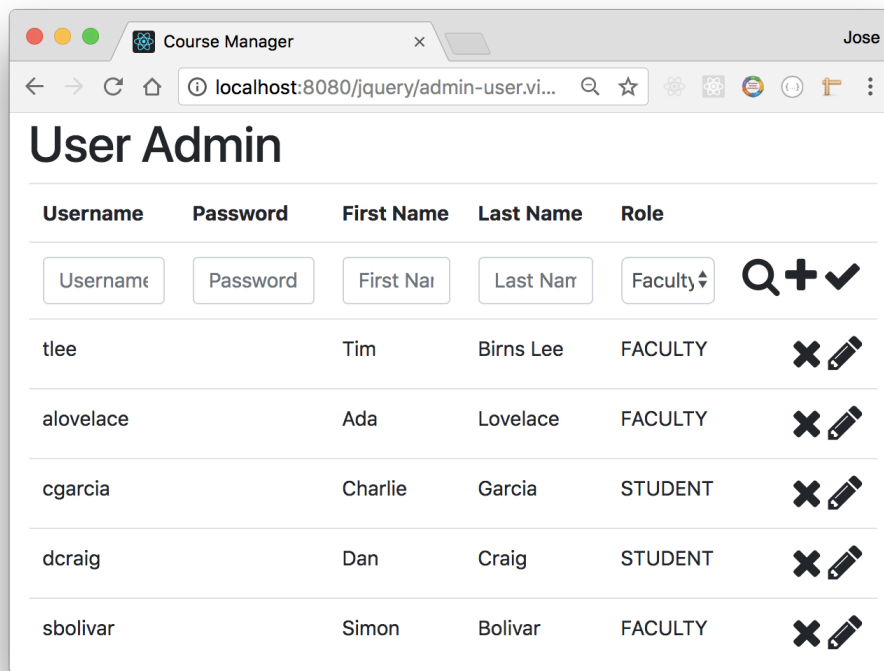 Course Manager
Jose
localhost:8080/jquery/admin-user.vi...
User Admin
Username Password First Name Last Name Role
Username Password First Nar Last Nam Faculty
tlee Tim Birns Lee FACULTY
alovelace Ada Lovelace FACULTY
cgarcia Charlie Garcia STUDENT
dcraig Dan Craig STUDENT
sbolivar Simon Bolivar FACULTY